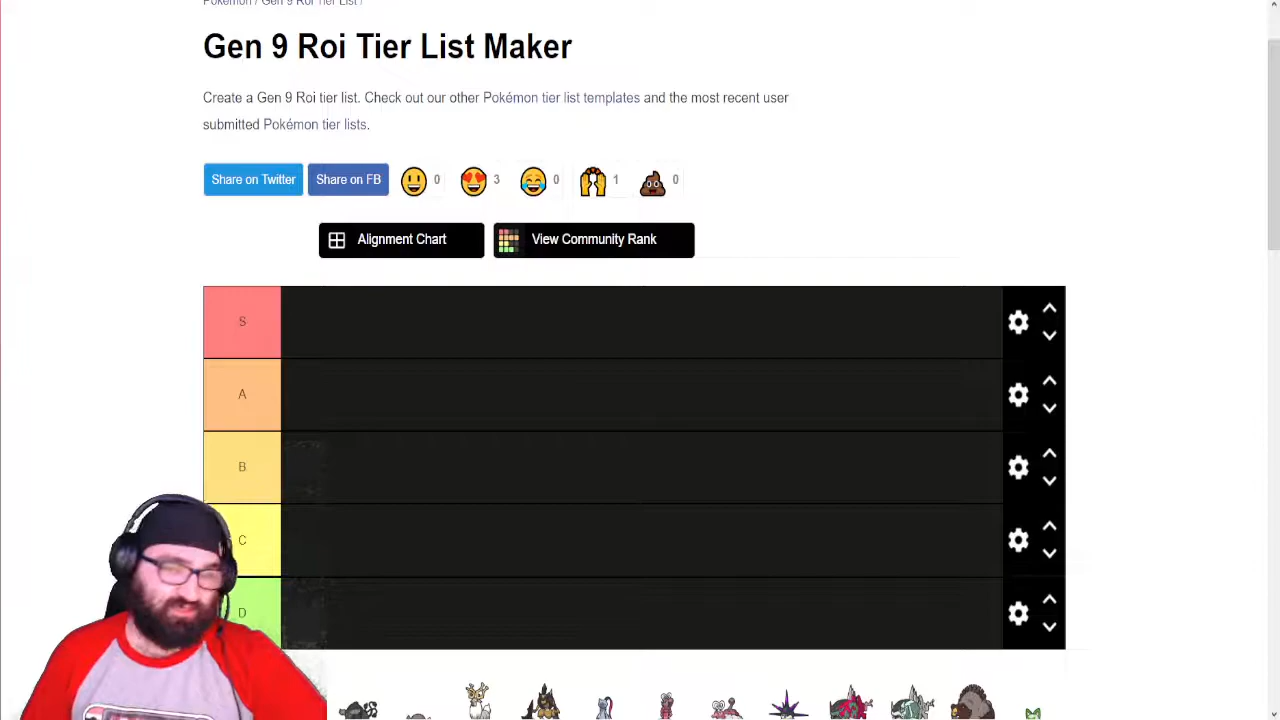 Pokémon / Gen 9 Roi Tier List /
Gen 9 Roi Tier List Maker
Create a Gen 9 Roi tier list. Check out our other Pokémon tier list templates and the most recent user
submitted Pokémon tier lists.
Share on Twitter
Share on FB
0
3
0
1
0
Alignment Chart
View Community Rank
S
A
B
C
D